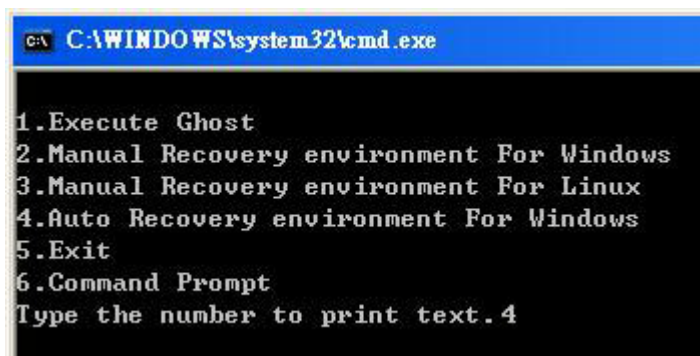 C:\WINDOWS\system32\cmd.exe
1.Execute Ghost
2.Manual Recovery environment For Windows
3.Manual Recovery environment For Linux
4.Auto Recovery environment For Windows
5.Exit
6.Command Prompt
Type the number to print text.4